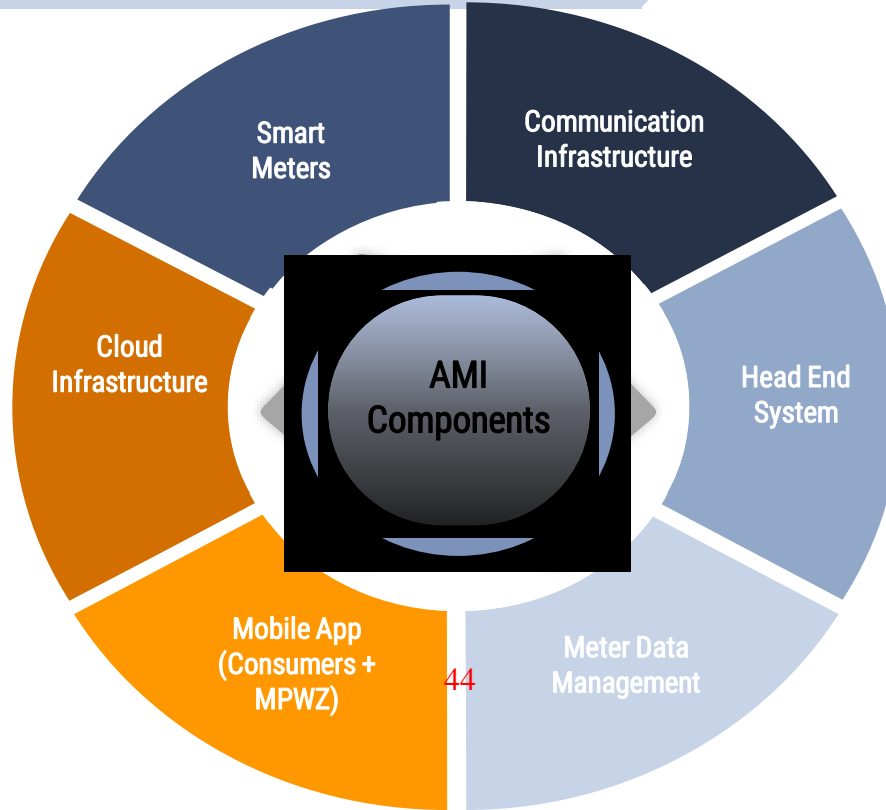 Smart
Meters
Communication
Infrastructure
Cloud
Infrastructure
AMI
Components
Head End
System
Mobile App
(Consumers +
MPWZ)
44
Meter Data
Management